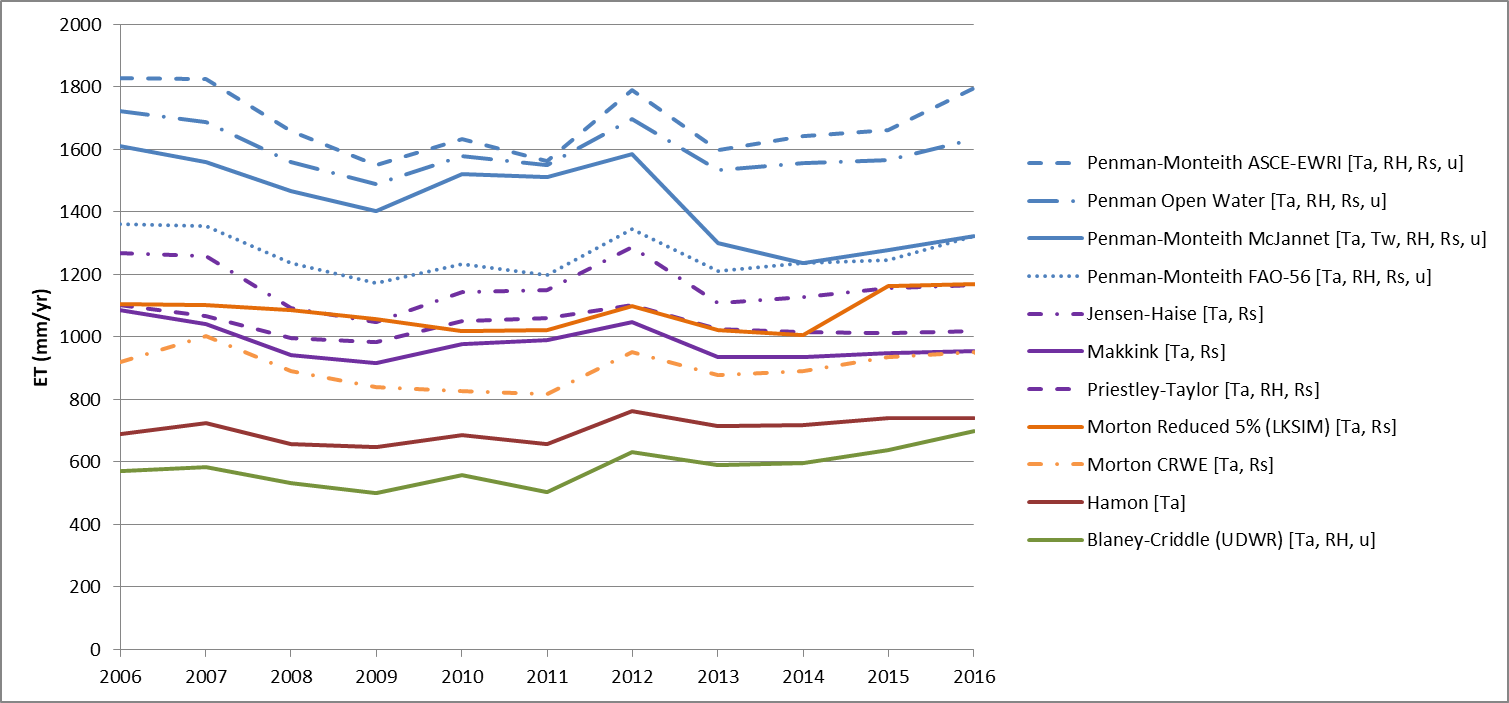 2000
1800
1600
1400
1200
1000
800
600
400
200
0
ET (mm/yr)
2006 2007 2008 2009 2010 2011 2012 2013 2014 2015 2016
Penman-Monteith ASCE-EWRI [Ta, RH, Rs, u]
Penman Open Water [Ta, RH, Rs, u]
Penman-Monteith McJannet [Ta, Tw, RH, Rs, u]
Penman-Monteith FAO-56 [Ta, RH, Rs, u]
Jensen-Haise [Ta, Rs]
Makkink [Ta, Rs]
Priestley-Taylor [Ta, RH, Rs]
Morton Reduced 5% (LKSIM) [Ta, Rs]
Morton CRWE [Ta, Rs]
Hamon [Ta]
Blaney-Criddle (UDWR) [Ta, RH, u]